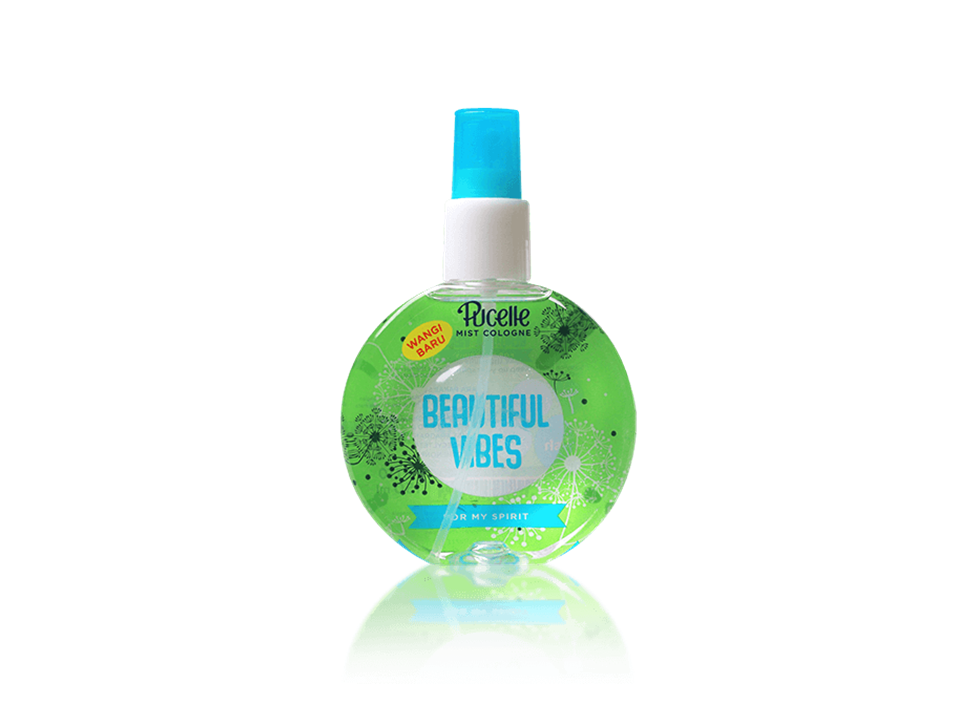 Pucelle
MIST COLOGNE
WANGI
BARU
BEAUTIFUL
VIBES
FOR MY SPIRIT